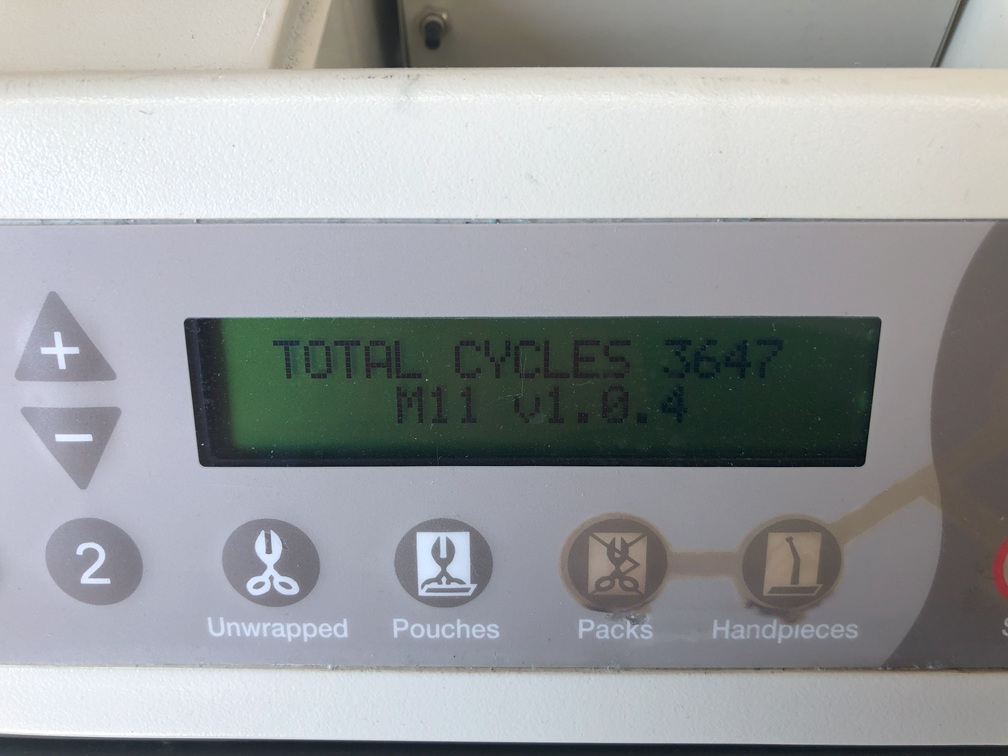 TOTAL CYCLES 3647
M11 v1.0.4
+
−
2
Unwrapped
Pouches
Packs
Handpieces